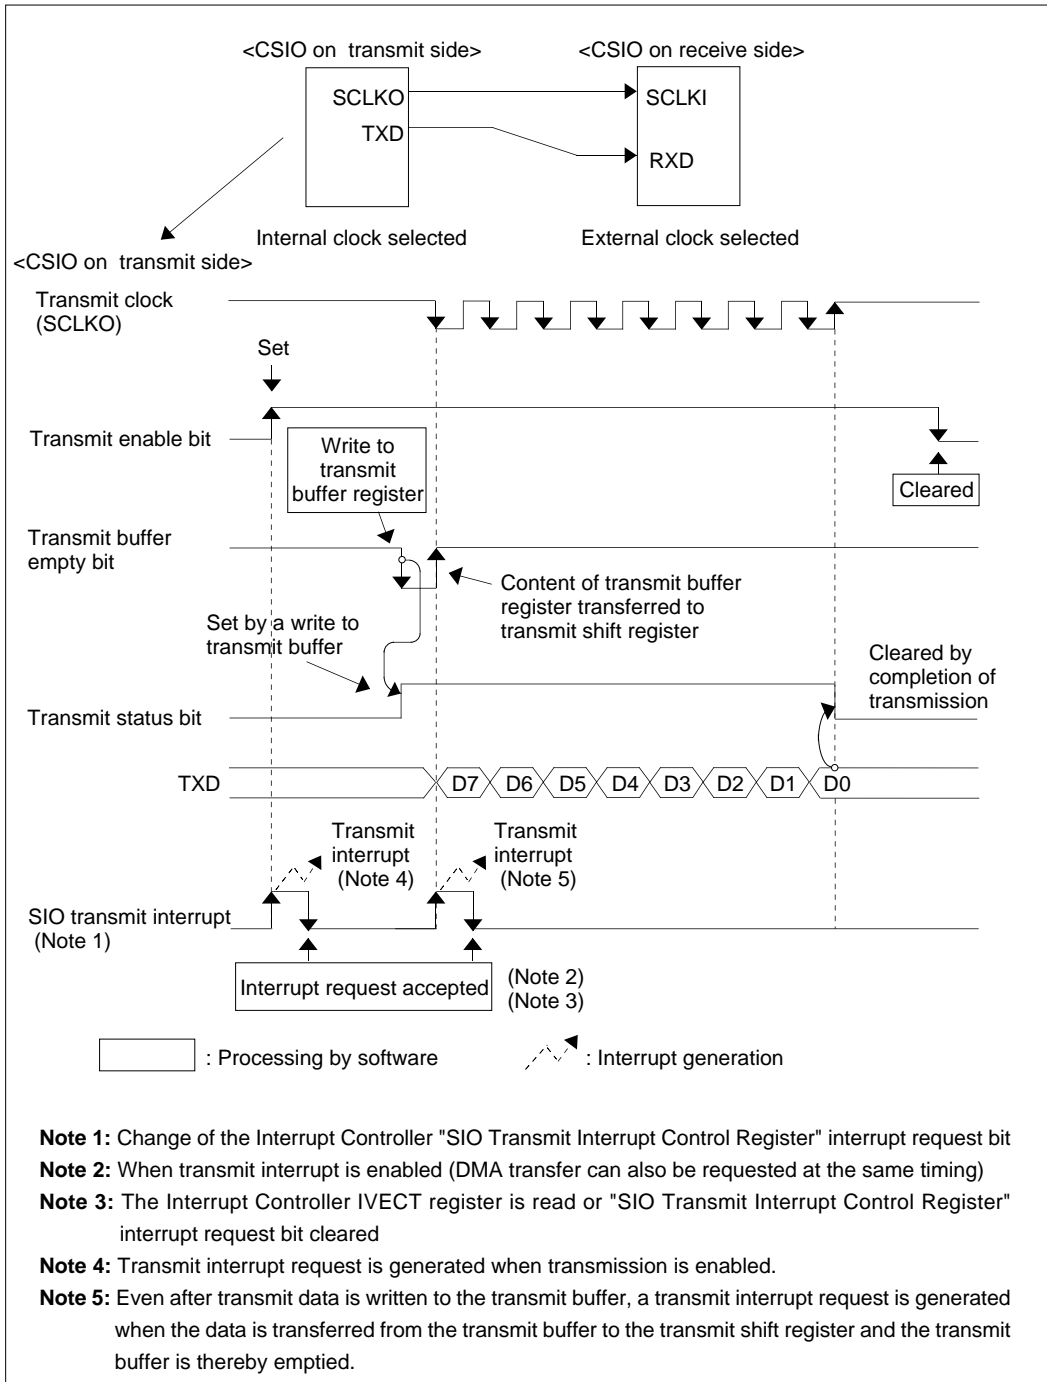 <CSIO on transmit side>
<CSIO on receive side>
SCLKO
SCLKI
TXD
RXD
Internal clock selected
External clock selected
<CSIO on transmit side>
Transmit clock
(SCLKO)
Set
Transmit enable bit
Write to
transmit
buffer register
Cleared
Transmit buffer
empty bit
Content of transmit buffer
register transferred to
transmit shift register
Set by a write to
transmit buffer
Cleared by
completion of
transmission
Transmit status bit
TXD
D7
D6
D5
D4
D3
D2
D1
D0
Transmit
interrupt
(Note 4)
Transmit
interrupt
(Note 5)
SIO transmit interrupt
(Note 1)
Interrupt request accepted
(Note 2)
(Note 3)
: Processing by software
: Interrupt generation
Note 1: Change of the Interrupt Controller "SIO Transmit Interrupt Control Register" interrupt request bit
Note 2: When transmit interrupt is enabled (DMA transfer can also be requested at the same timing)
Note 3: The Interrupt Controller IVECT register is read or "SIO Transmit Interrupt Control Register"
interrupt request bit cleared
Note 4: Transmit interrupt request is generated when transmission is enabled.
Note 5: Even after transmit data is written to the transmit buffer, a transmit interrupt request is generated
when the data is transferred from the transmit buffer to the transmit shift register and the transmit
buffer is thereby emptied.